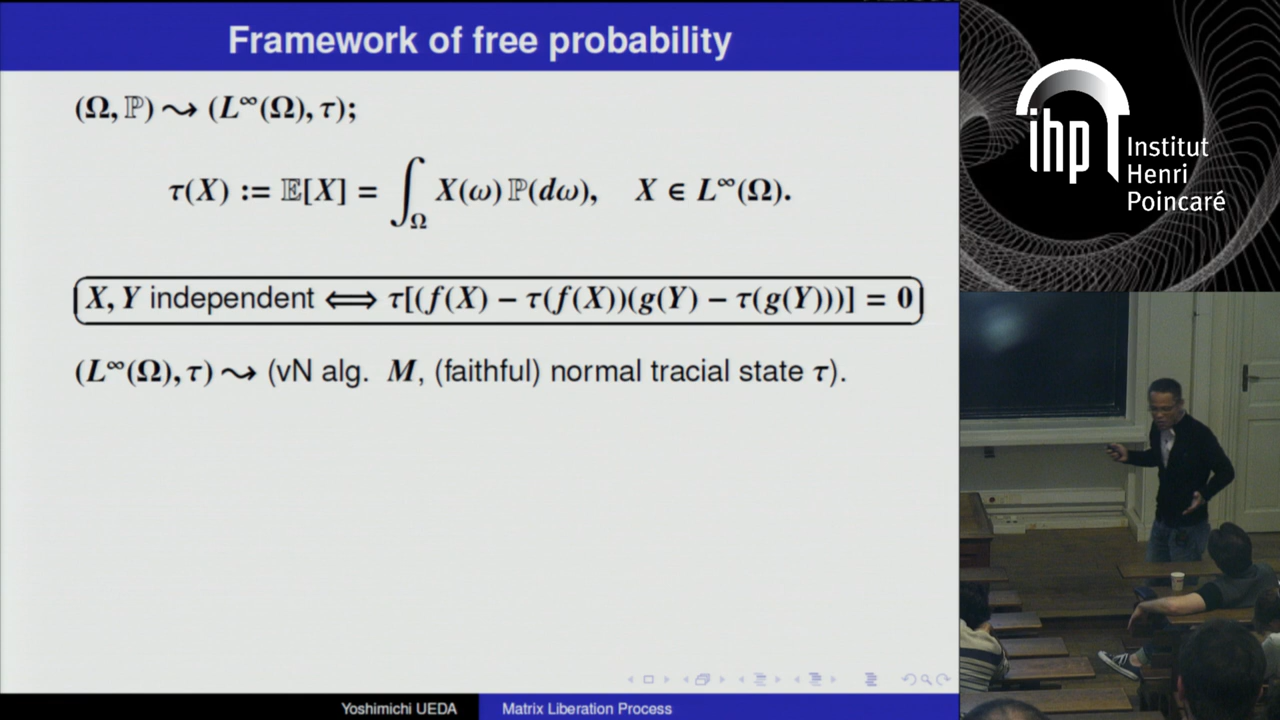 Framework of free probability
(Ω, ℙ) ⤳ (L^∞(Ω), τ);
τ(X) := 𝔼[X] = ∫_Ω X(ω) ℙ(dω), X ∈ L^∞(Ω).
X, Y independent ⟺ τ[(f(X) − τ(f(X))(g(Y) − τ(g(Y)))] = 0
(L^∞(Ω), τ) ⤳ (vN alg. M, (faithful) normal tracial state τ).
Yoshimichi UEDA
Matrix Liberation Process
ihp
Institut
Henri
Poincaré